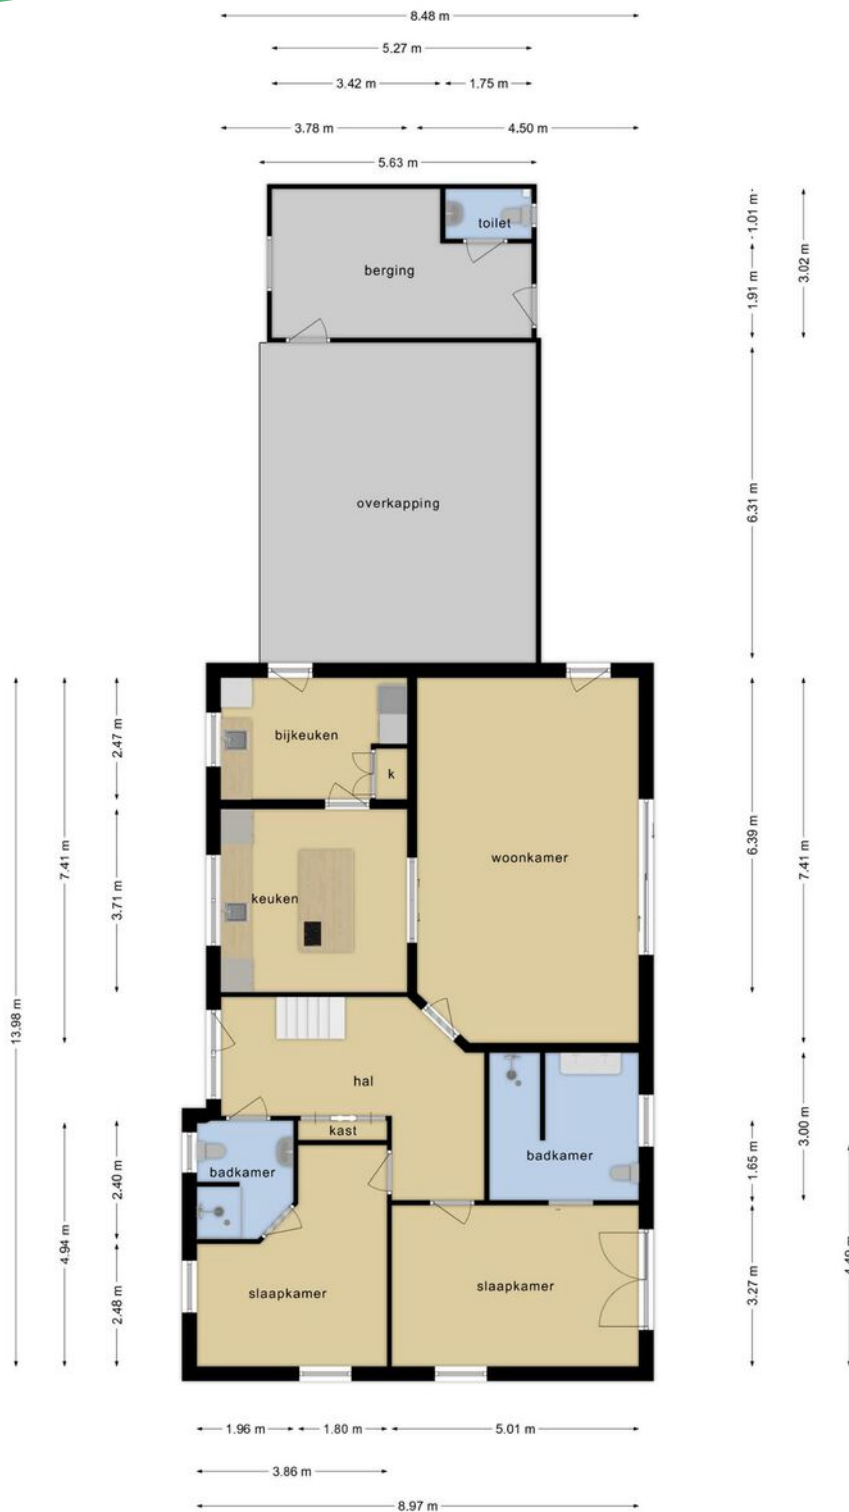 8.48 m
5.27 m
3.42 m 1.75 m
3.78 m 4.50 m
5.63 m
toilet
berging
1.01 m
1.91 m
3.02 m
overkapping
6.31 m
bijkeuken
k
keuken
woonkamer
13.98 m
7.41 m
2.47 m
3.71 m
6.39 m
7.41 m
hal
kast
badkamer
badkamer
slaapkamer
slaapkamer
4.94 m
2.40 m
2.48 m
1.65 m
3.00 m
3.27 m
1.96 m 1.80 m 5.01 m
3.86 m
8.97 m